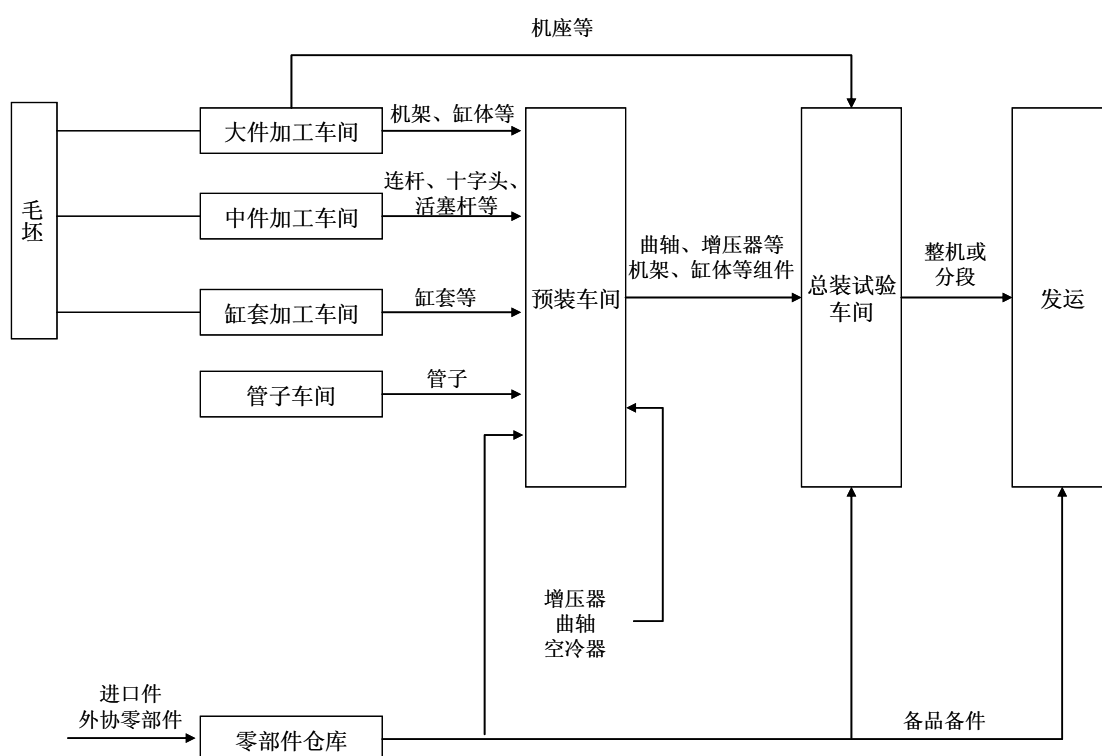 机座等
毛
坯
大件加工车间
机架、缸体等
中件加工车间
连杆、十字头、
活塞杆等
缸套加工车间
缸套等
管子车间
管子
预装车间
曲轴、增压器等
机架、缸体等组件
总装试验
车间
整机或
分段
发运
增压器
曲轴
空冷器
进口件
外协零部件
零部件仓库
备品备件